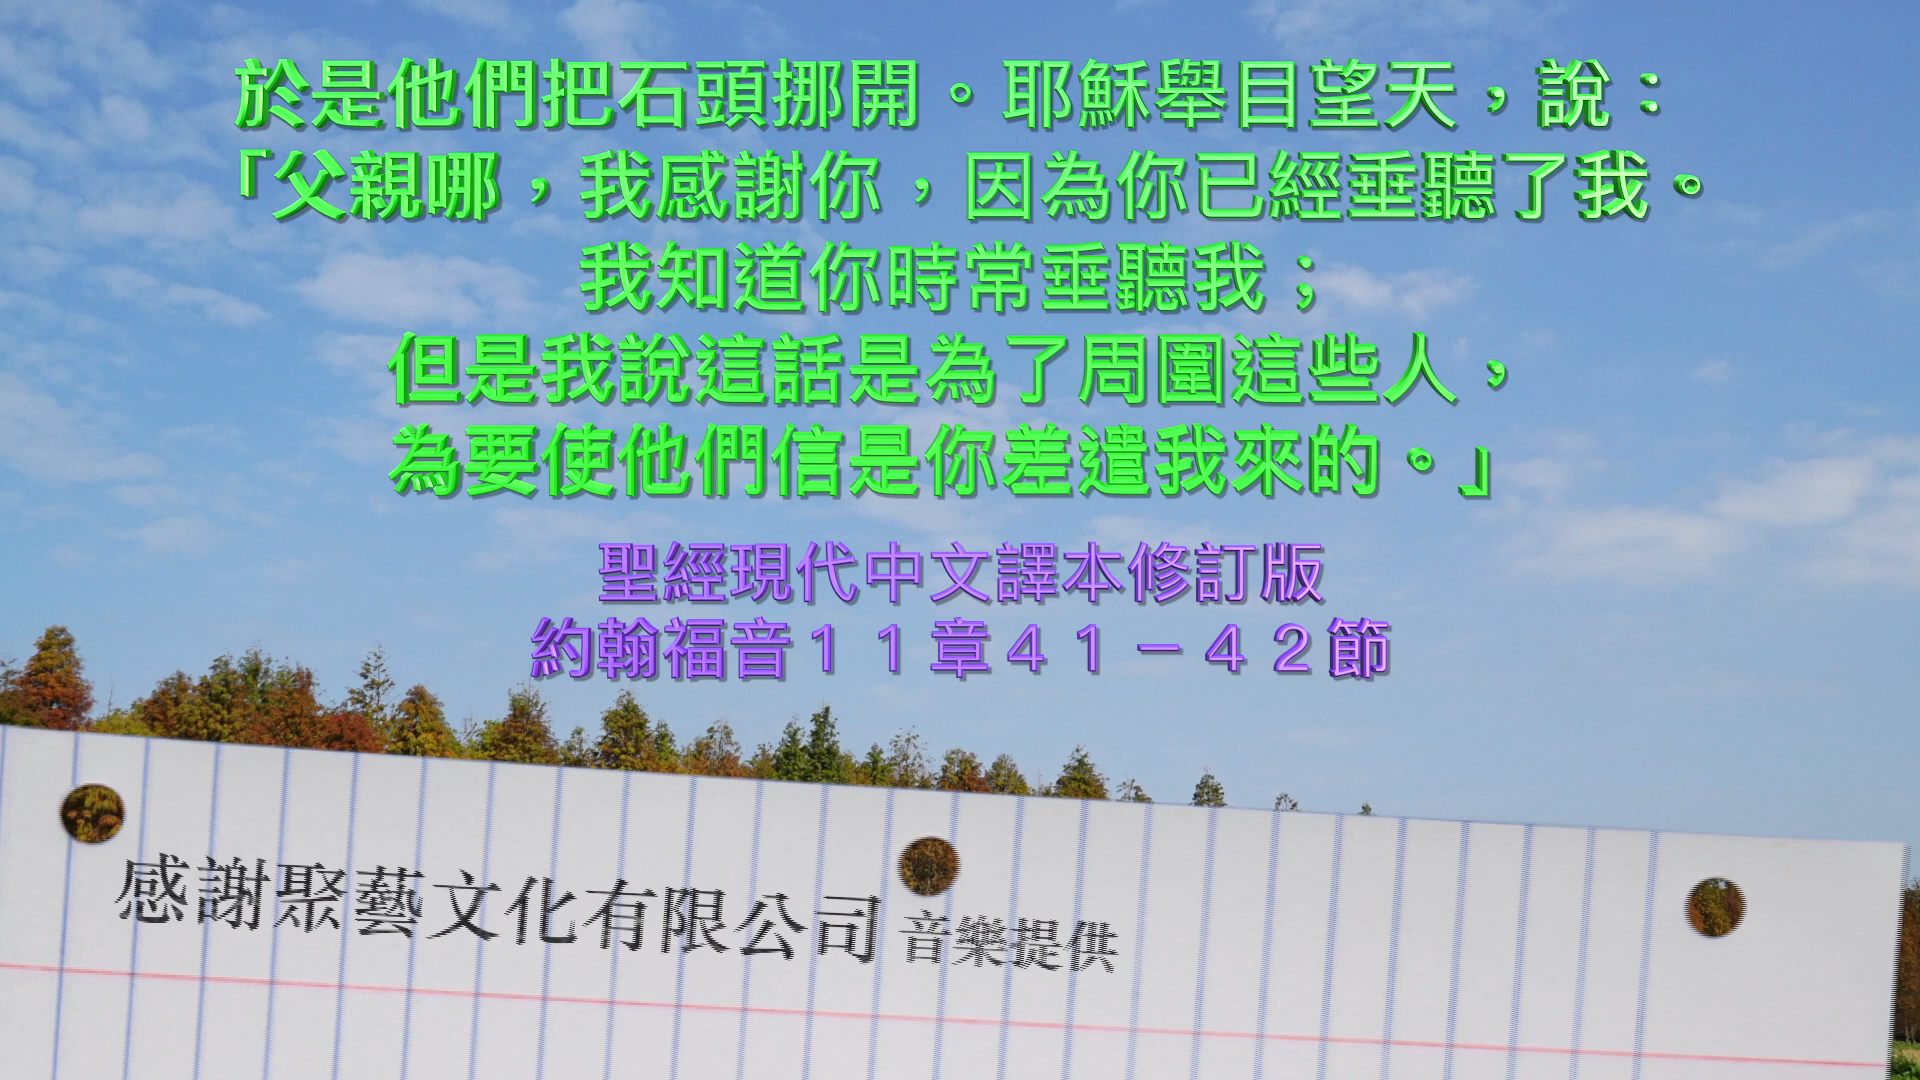 於是他們把石頭挪開。耶穌舉目望天，說：
「父親哪，我感謝你，因為你已經垂聽了我。
我知道你時常垂聽我；
但是我說這話是為了周圍這些人，
為要使他們信是你差遣我來的。」
聖經現代中文譯本修訂版
約翰福音１１章４１－４２節
感謝聚藝文化有限公司 音樂提供